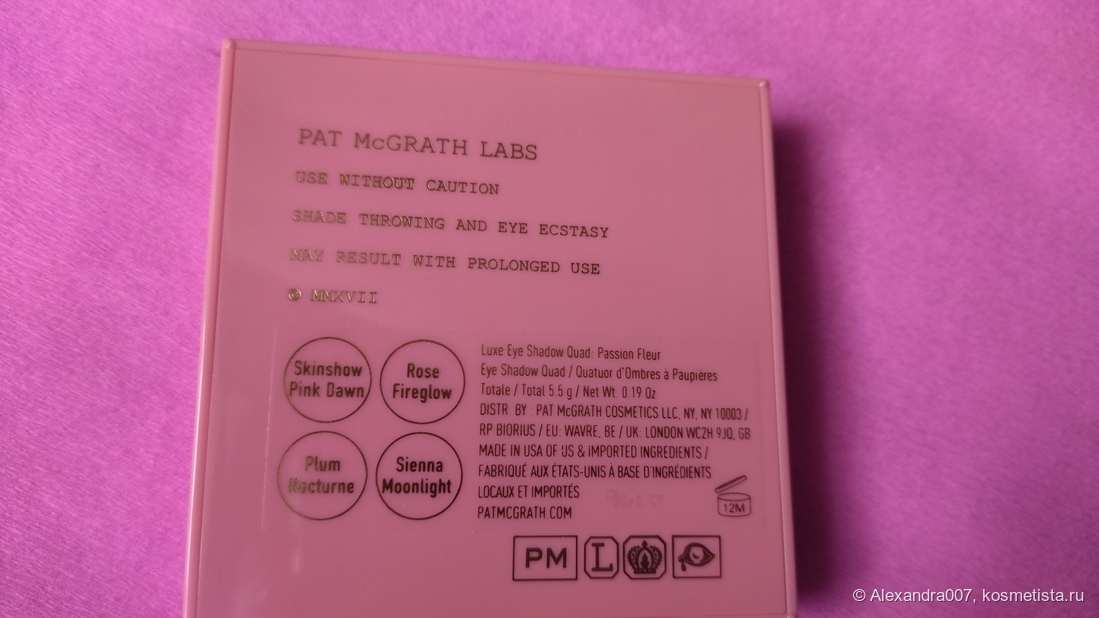 PAT McGRATH LABS
USE WITHOUT CAUTION
SHADE THROWING AND EYE ECSTASY
MAY RESULT WITH PROLONGED USE
© MMXVII
Skinshow
Pink Dawn
Rose
Fireglow
Plum
Nocturne
Sienna
Moonlight
Luxe Eye Shadow Quad: Passion Fleur
Eye Shadow Quad / Quatuor d'Ombres à Paupières
Totale / Total 5.5 g / Net Wt. 0.19 Oz
DISTR. BY: PAT McGRATH COSMETICS LLC, NY, NY 10003 /
RP BIORIUS / EU: WAVRE, BE / UK: LONDON WC2H 9JQ, GB
MADE IN USA OF US & IMPORTED INGREDIENTS /
FABRIQUÉ AUX ÉTATS-UNIS À BASE D'INGRÉDIENTS
LOCAUX ET IMPORTÉS
PATMCGRATH.COM
12M
PM L
© Alexandra007, kosmetista.ru